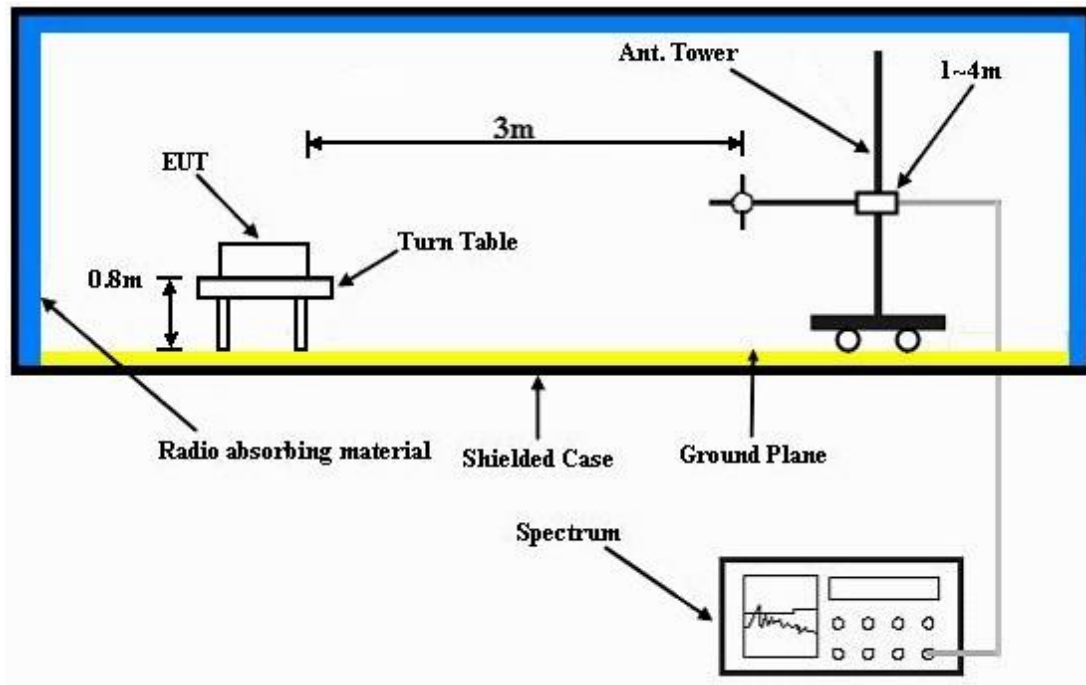 Ant. Tower
1~4m
3m
EUT
Turn Table
0.8m
Radio absorbing material
Shielded Case
Ground Plane
Spectrum